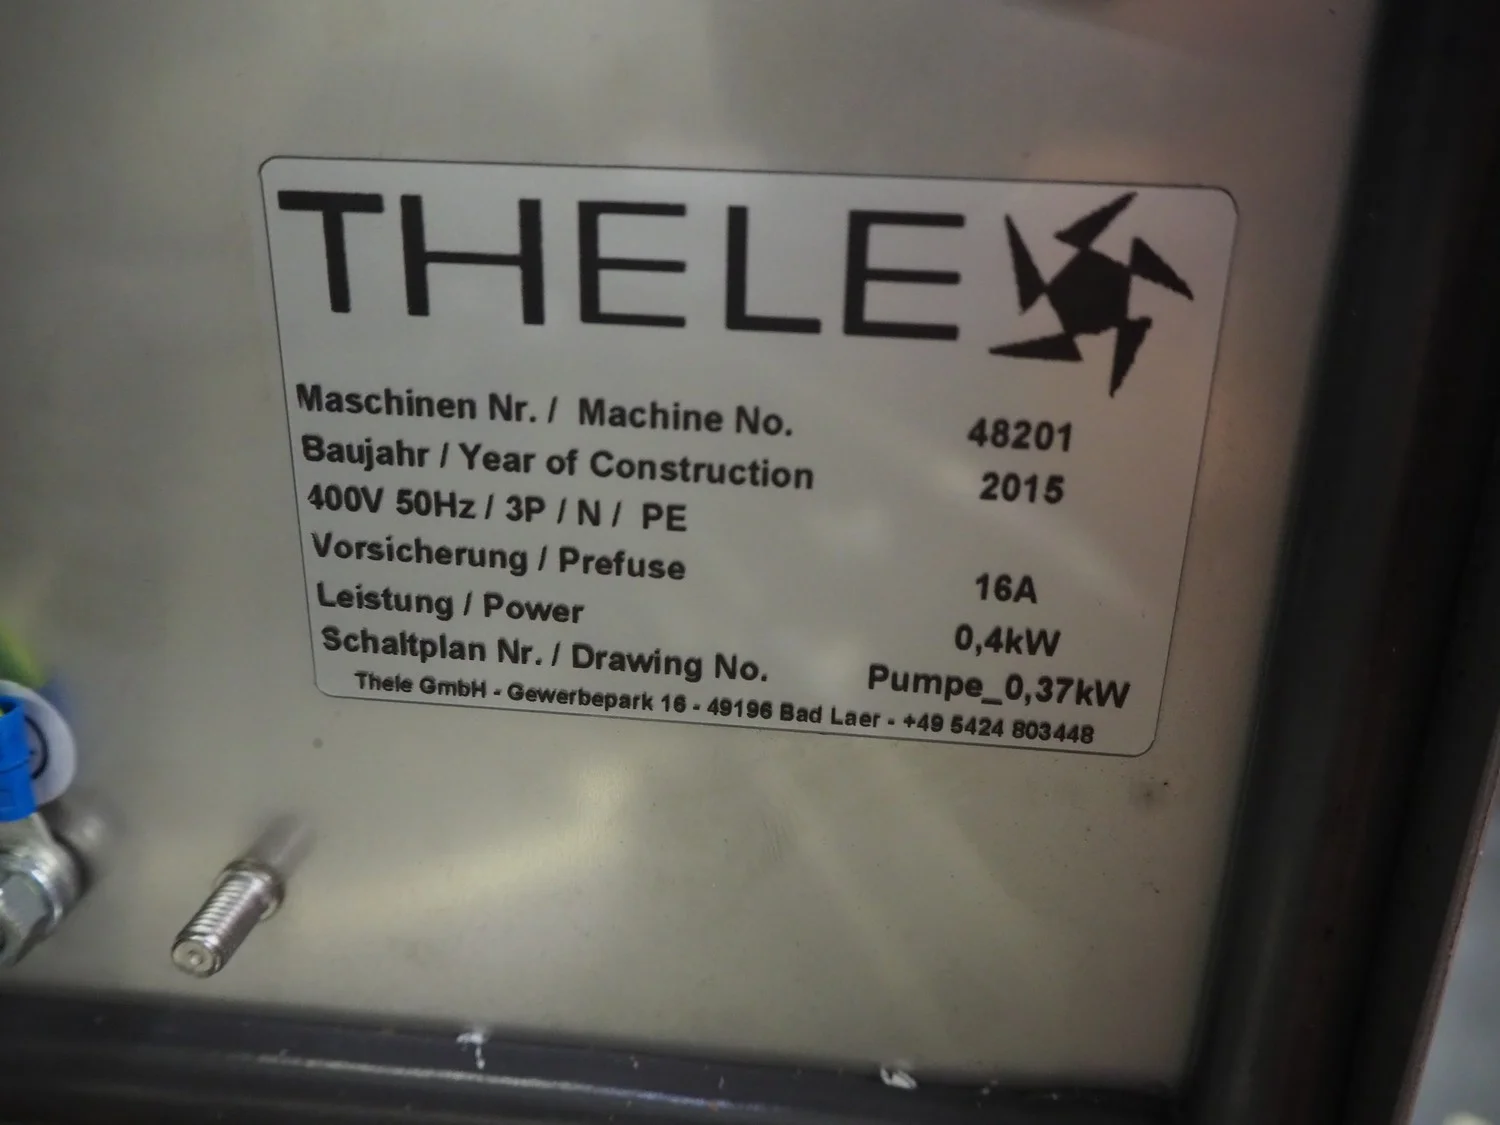 THELE
Maschinen Nr. / Machine No. 48201
Baujahr / Year of Construction 2015
400V 50Hz / 3P / N / PE
Vorsicherung / Prefuse 16A
Leistung / Power 0,4kW
Schaltplan Nr. / Drawing No. Pumpe_0,37kW
Thele GmbH - Gewerbepark 16 - 49196 Bad Laer - +49 5424 803448